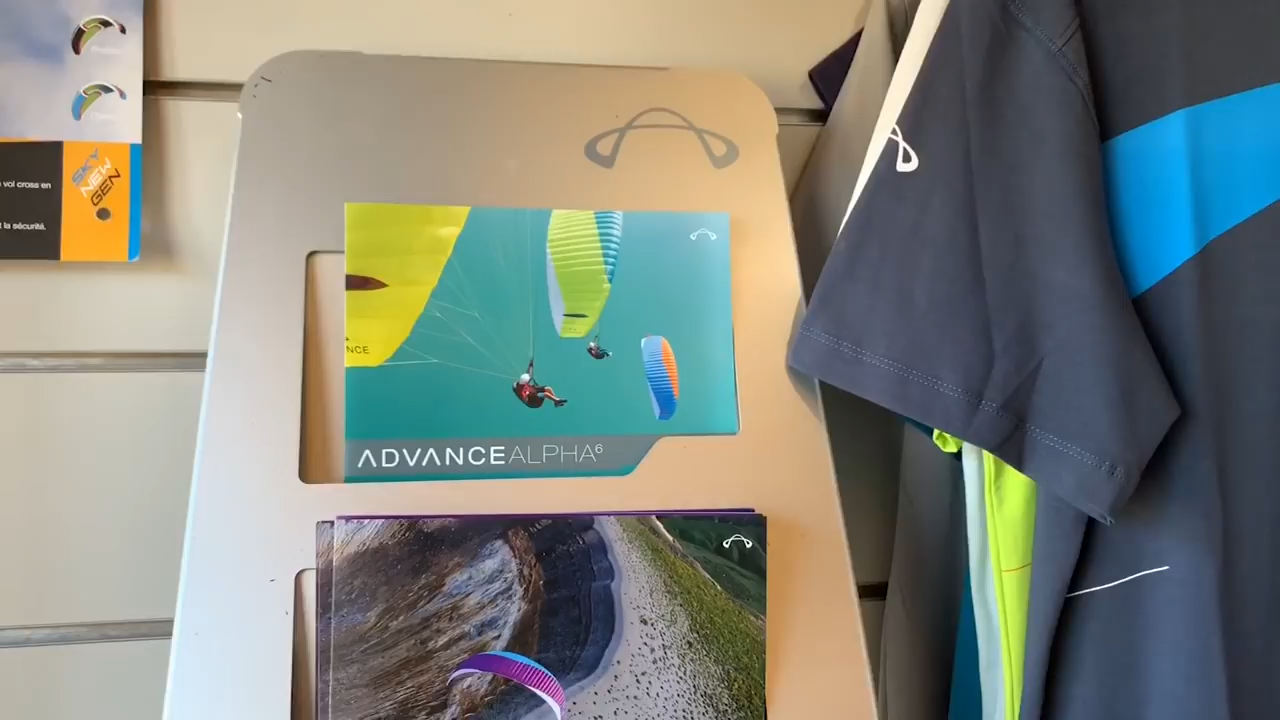 SKY
NEW
GEN
vol cross en
t la sécurité.
NCE
ADVANCEALPHA⁶